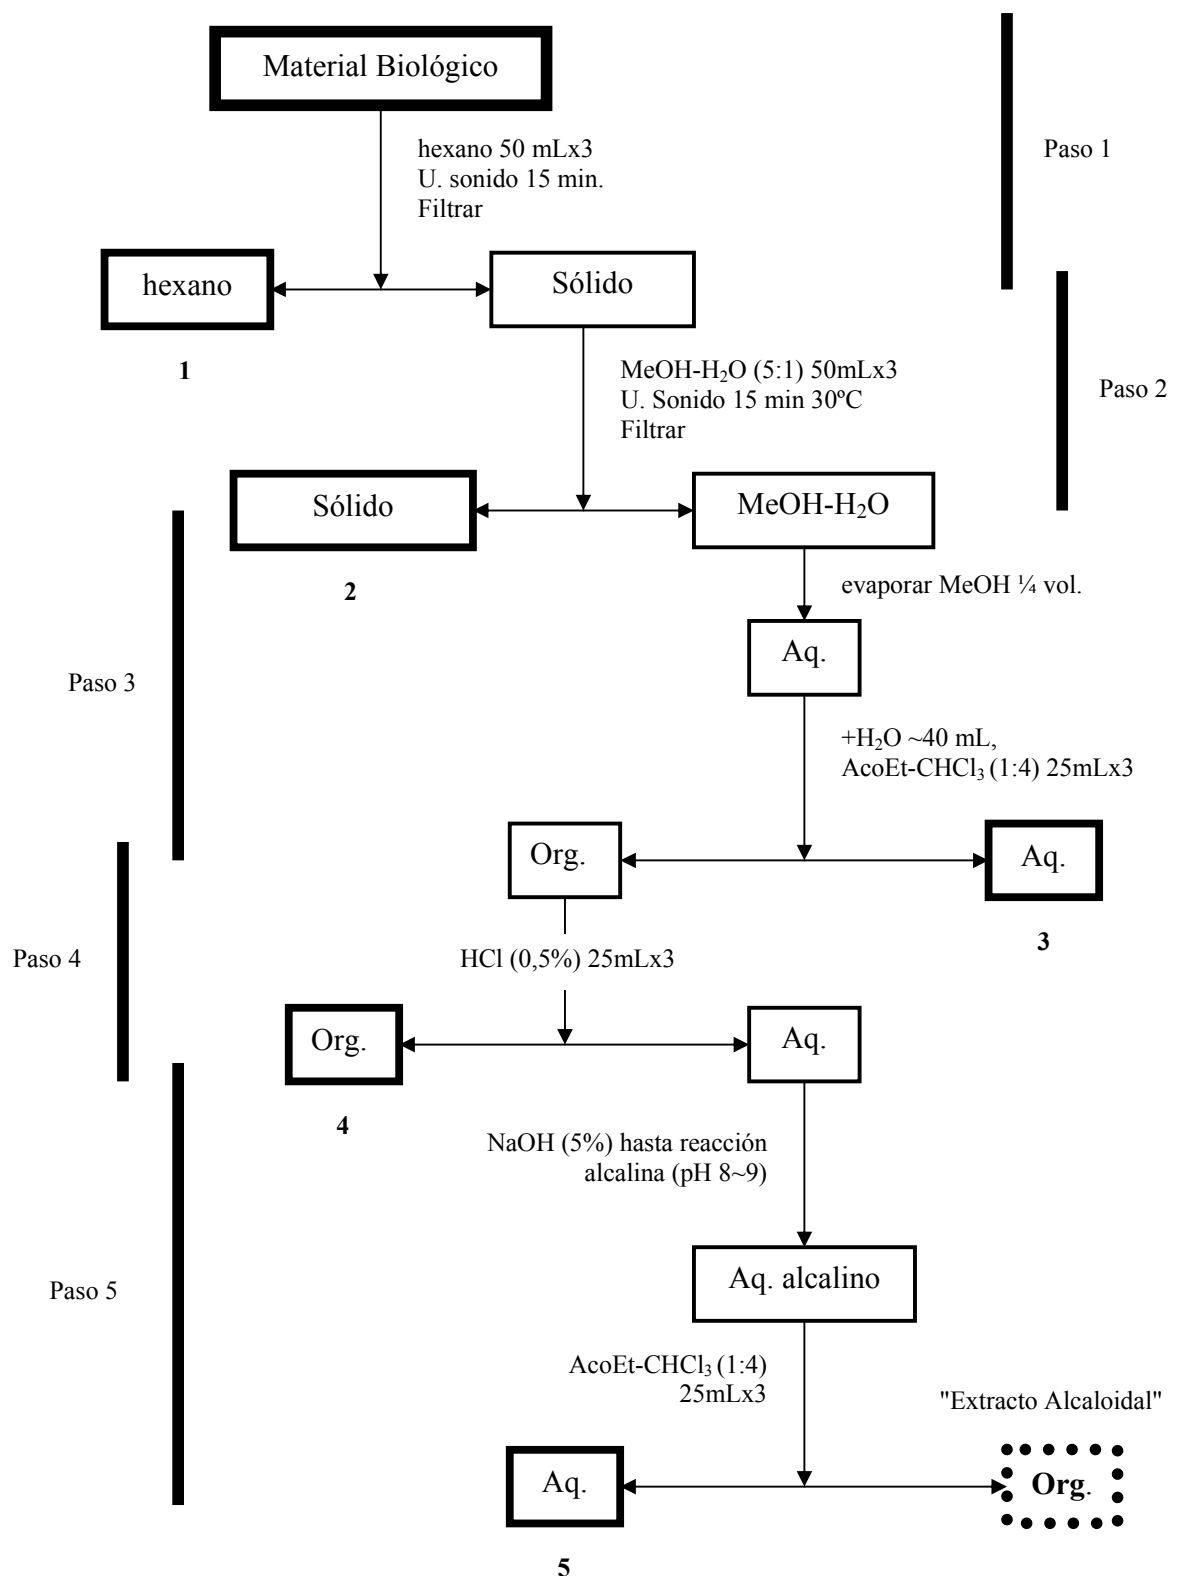 Material Biológico
Paso 1
hexano 50 mLx3
U. sonido 15 min.
Filtrar
hexano
Sólido
1
MeOH-H₂O (5:1) 50mLx3
U. Sonido 15 min 30ºC
Filtrar
Paso 2
Sólido
MeOH-H₂O
2
evaporar MeOH ¼ vol.
Aq.
Paso 3
+H₂O ~40 mL,
AcoEt-CHCl₃ (1:4) 25mLx3
Org.
Aq.
3
Paso 4
HCl (0,5%) 25mLx3
Org.
Aq.
4
NaOH (5%) hasta reacción
alcalina (pH 8~9)
Paso 5
Aq. alcalino
AcoEt-CHCl₃ (1:4)
25mLx3
"Extracto Alcaloidal"
Aq.
Org.
5